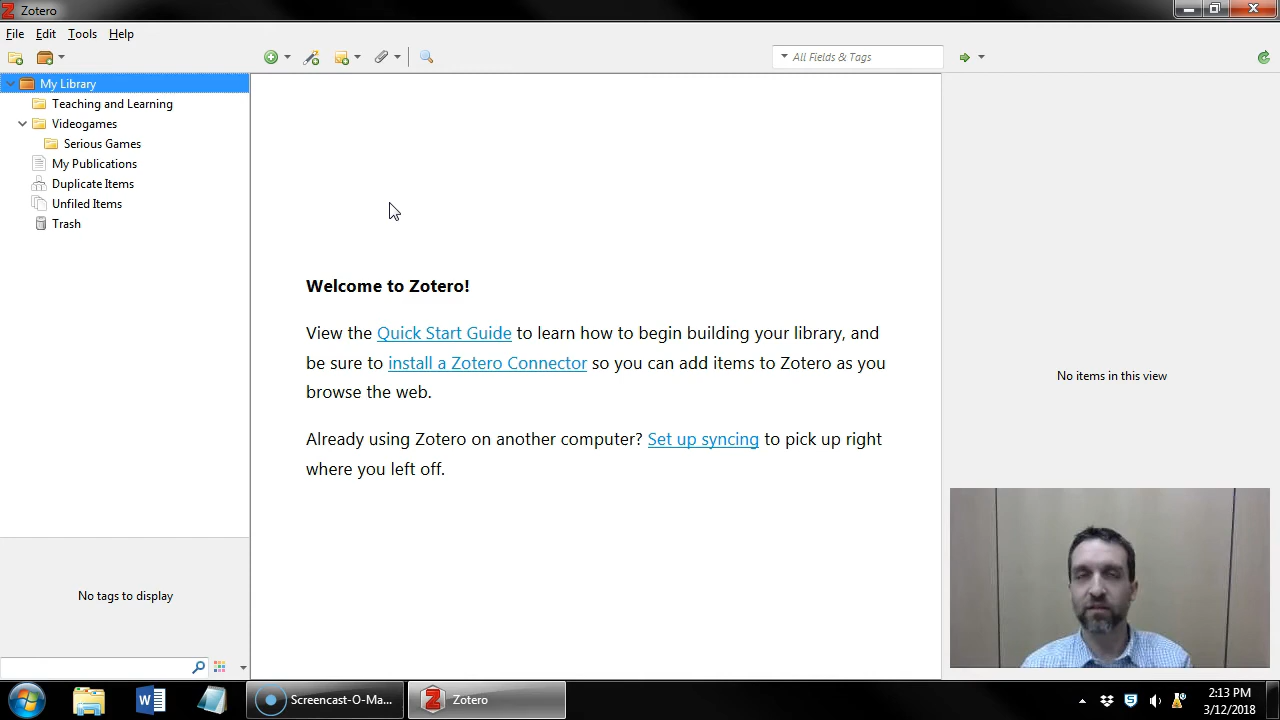 Zotero
File Edit Tools Help
All Fields & Tags
My Library
Teaching and Learning
Videogames
Serious Games
My Publications
Duplicate Items
Unfiled Items
Trash
Welcome to Zotero!
View the Quick Start Guide to learn how to begin building your library, and
be sure to install a Zotero Connector so you can add items to Zotero as you
browse the web.
Already using Zotero on another computer? Set up syncing to pick up right
where you left off.
No items in this view
No tags to display
Screencast-O-Ma...
Zotero
2:13 PM
3/12/2018